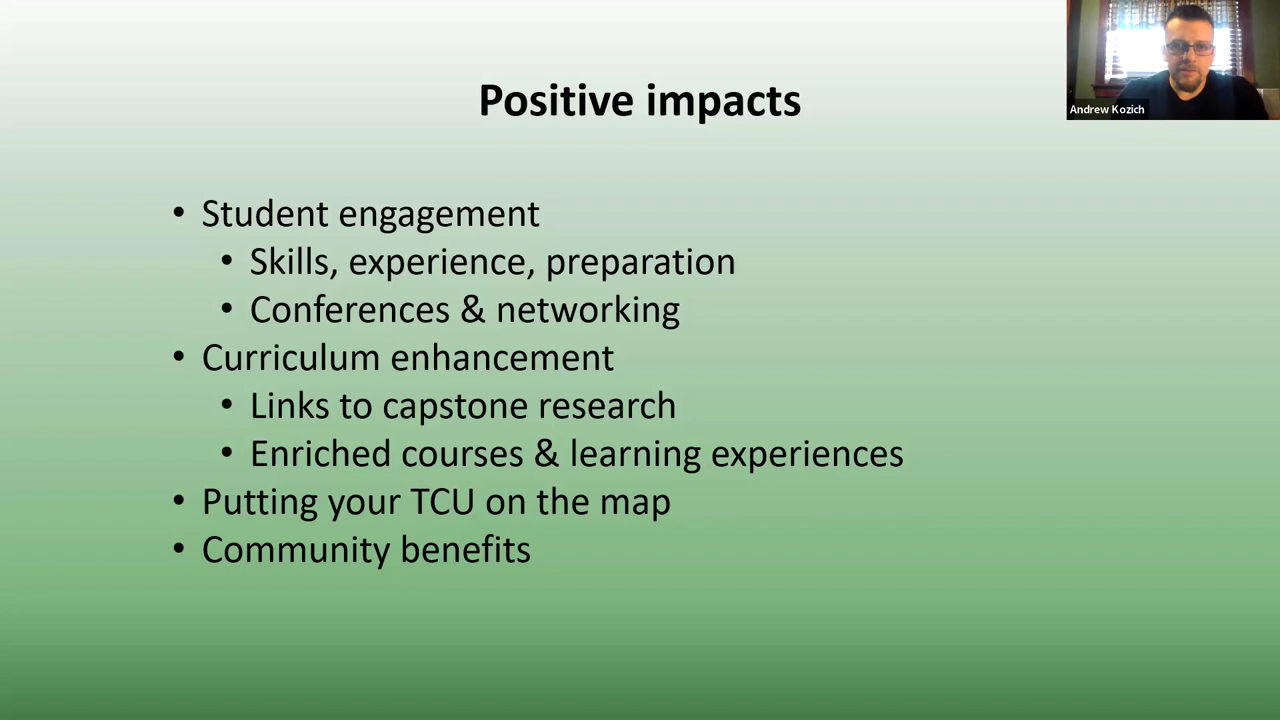 Positive impacts
Andrew Kozich
• Student engagement
• Skills, experience, preparation
• Conferences & networking
• Curriculum enhancement
• Links to capstone research
• Enriched courses & learning experiences
• Putting your TCU on the map
• Community benefits